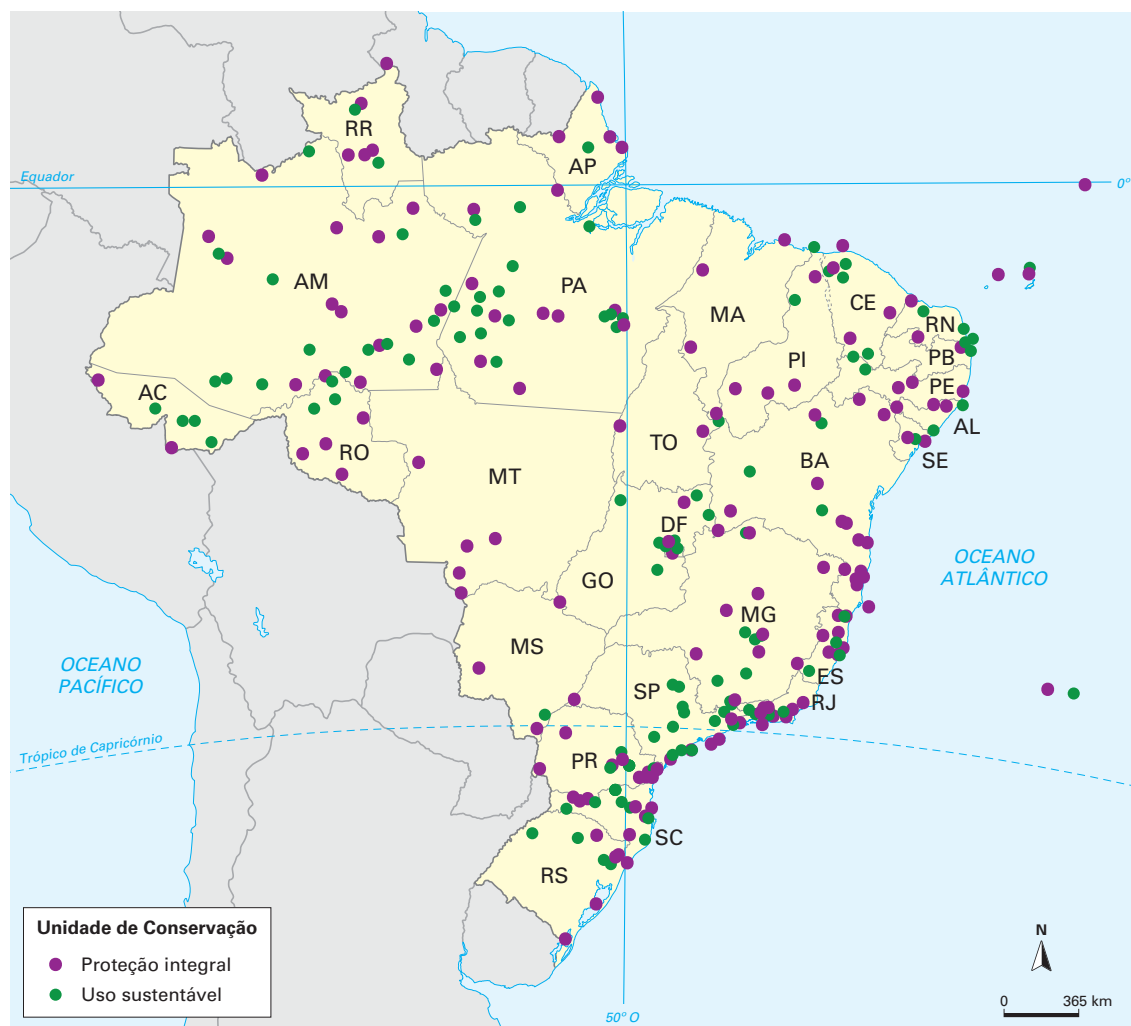 RR
AP
Equador
0°
AM
PA
MA
CE
RN
PB
PI
PE
AC
AL
TO
SE
RO
BA
MT
DF
OCEANO
ATLÂNTICO
GO
MG
MS
OCEANO
PACÍFICO
SP
ES
RJ
Trópico de Capricórnio
PR
SC
RS
Unidade de Conservação
Proteção integral
Uso sustentável
N
0 365 km
50° O